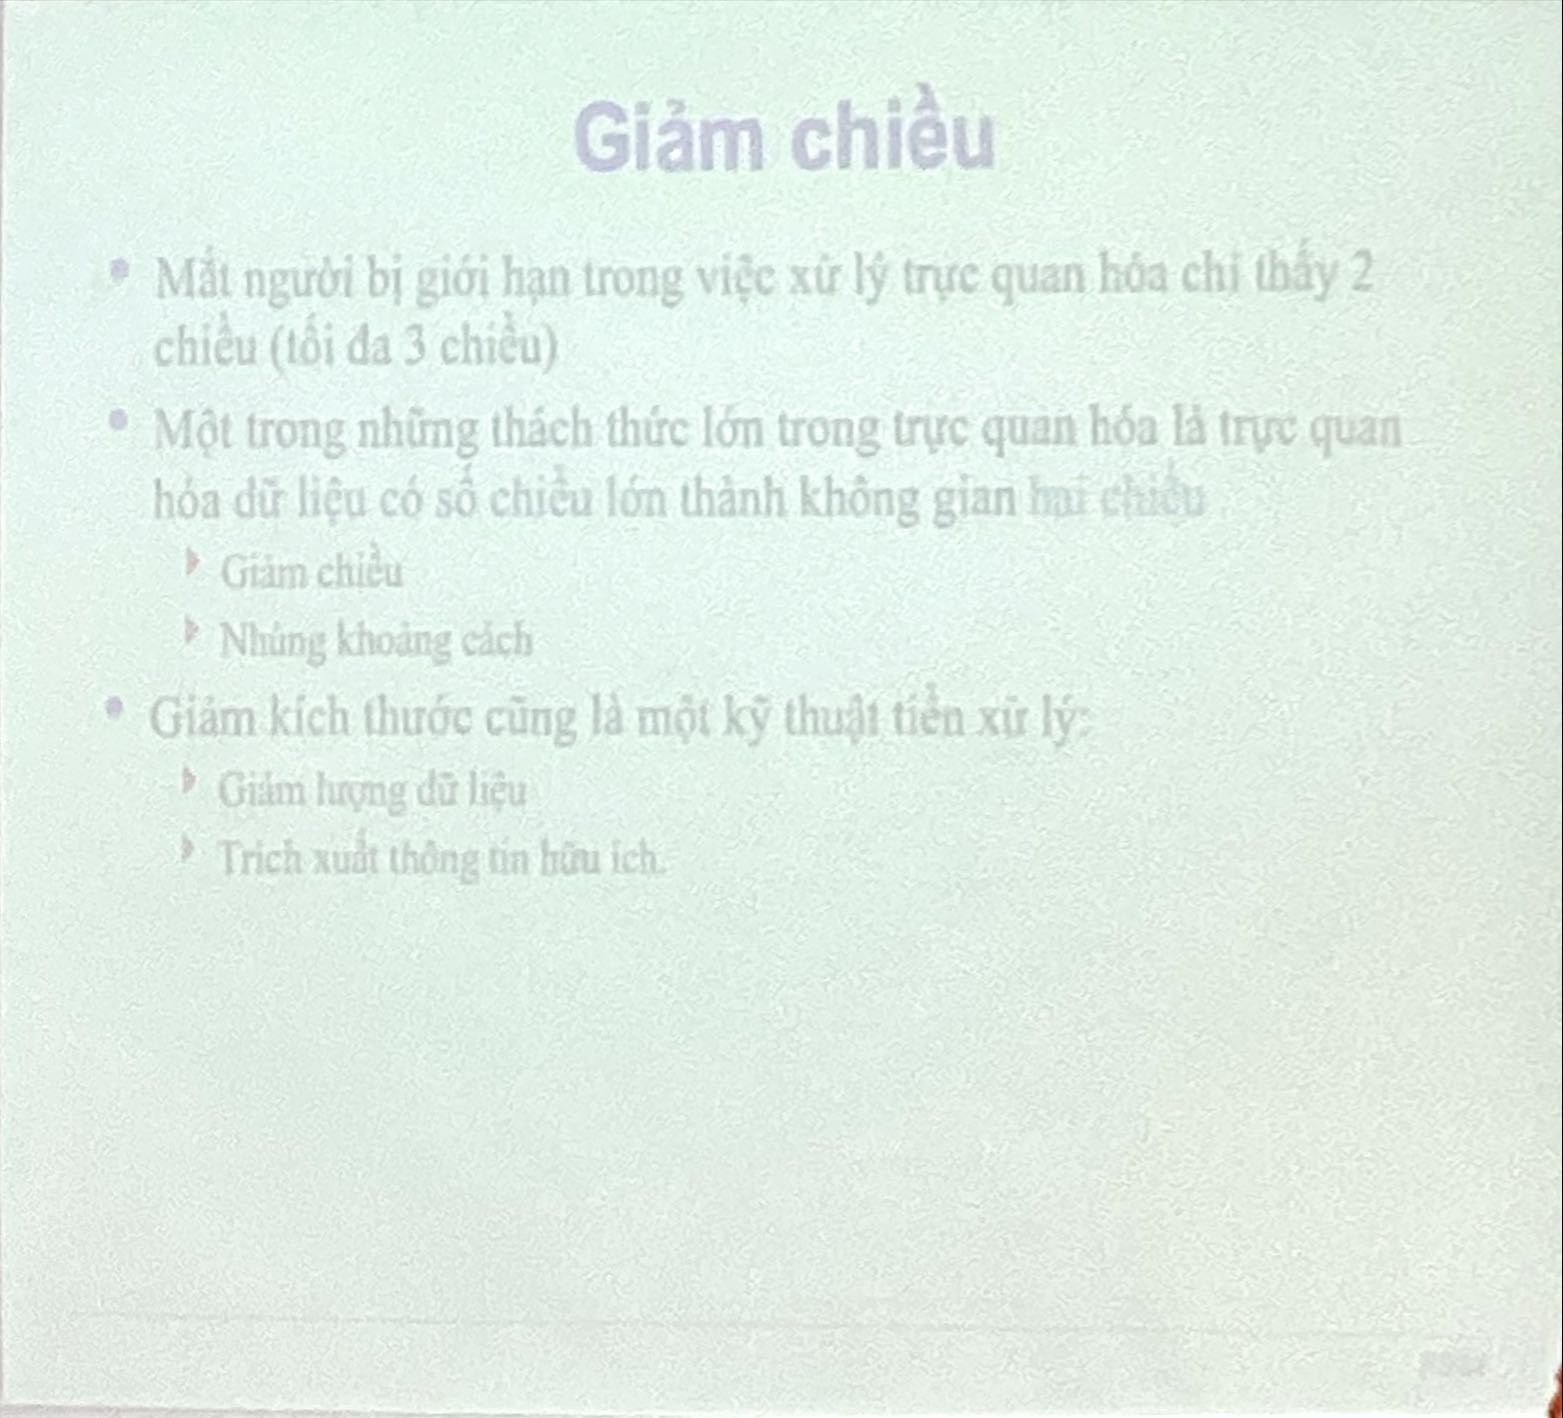 Giảm chiều
• Mắt người bị giới hạn trong việc xử lý trực quan hóa chỉ thấy 2
chiều (tối đa 3 chiều)
• Một trong những thách thức lớn trong trực quan hóa là trực quan
hóa dữ liệu có số chiều lớn thành không gian hai chiều
Giảm chiều
Nhúng khoảng cách
• Giảm kích thước cũng là một kỹ thuật tiền xử lý:
Giảm lượng dữ liệu
Trích xuất thông tin hữu ích.